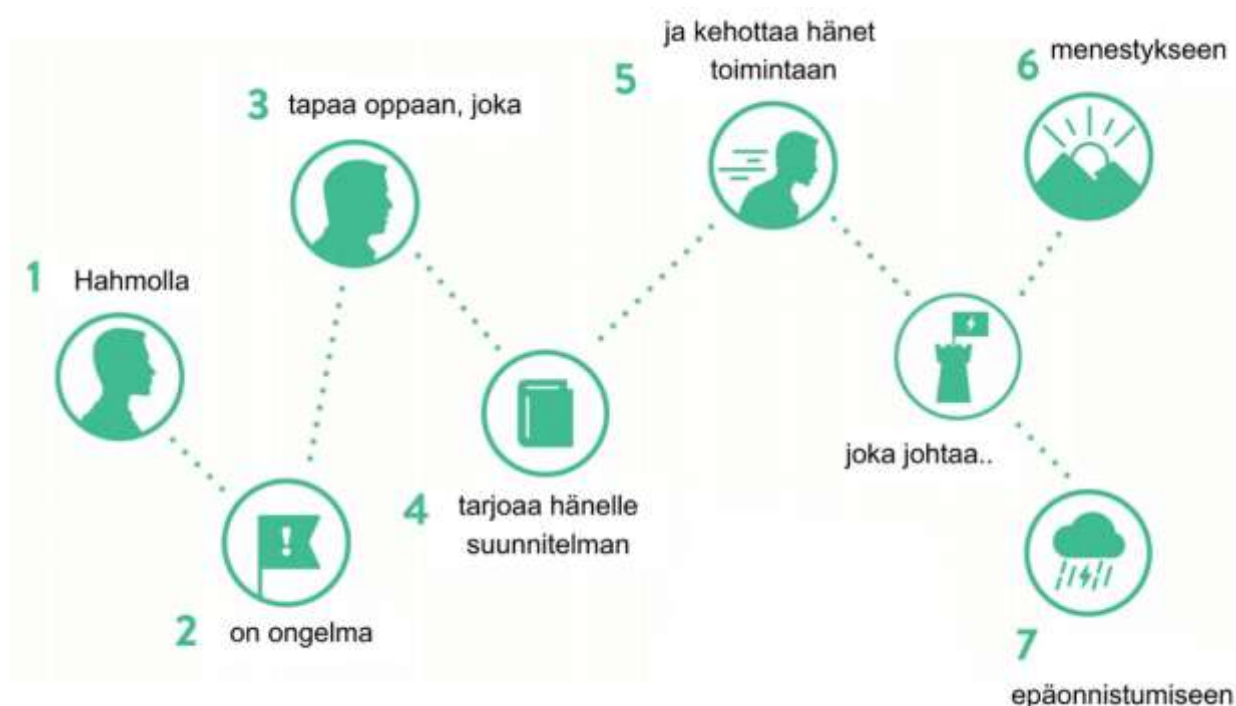 1 Hahmolla
2 on ongelma
3 tapaa oppaan, joka
4 tarjoaa hänelle
suunnitelman
5 ja kehottaa hänet
toimintaan
joka johtaa..
6 menestykseen
7
epäonnistumiseen